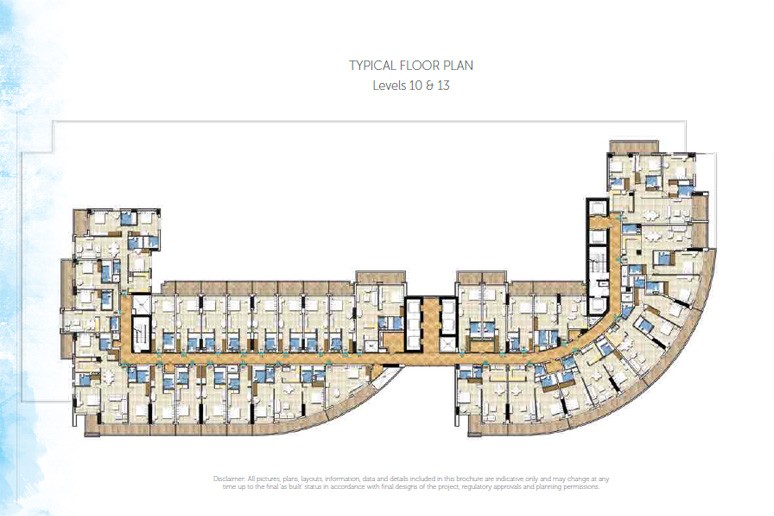 TYPICAL FLOOR PLAN
Levels 10 & 13
Disclaimer: All pictures, plans, layouts, information, data and details included in this brochure are indicative only and may change at any
time up to the final 'as built' status in accordance with final designs of the project, regulatory approvals and planning permissions.